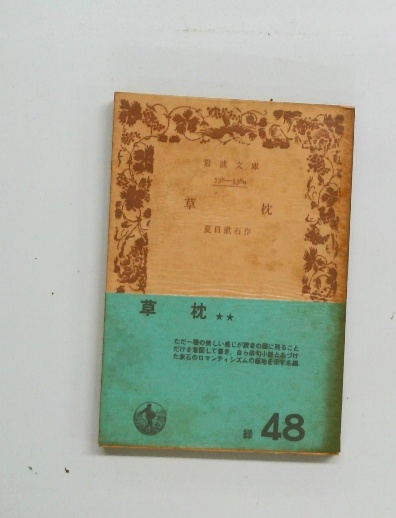 岩波文庫
草 枕
夏目漱石作
草 枕 ★★
ただ一種の美しい感じが読者の頭に残ること
だけを意図して書き，自ら俳句小説と名づけ
た漱石のロマンティシズムの極地を示す名編．
緑 48